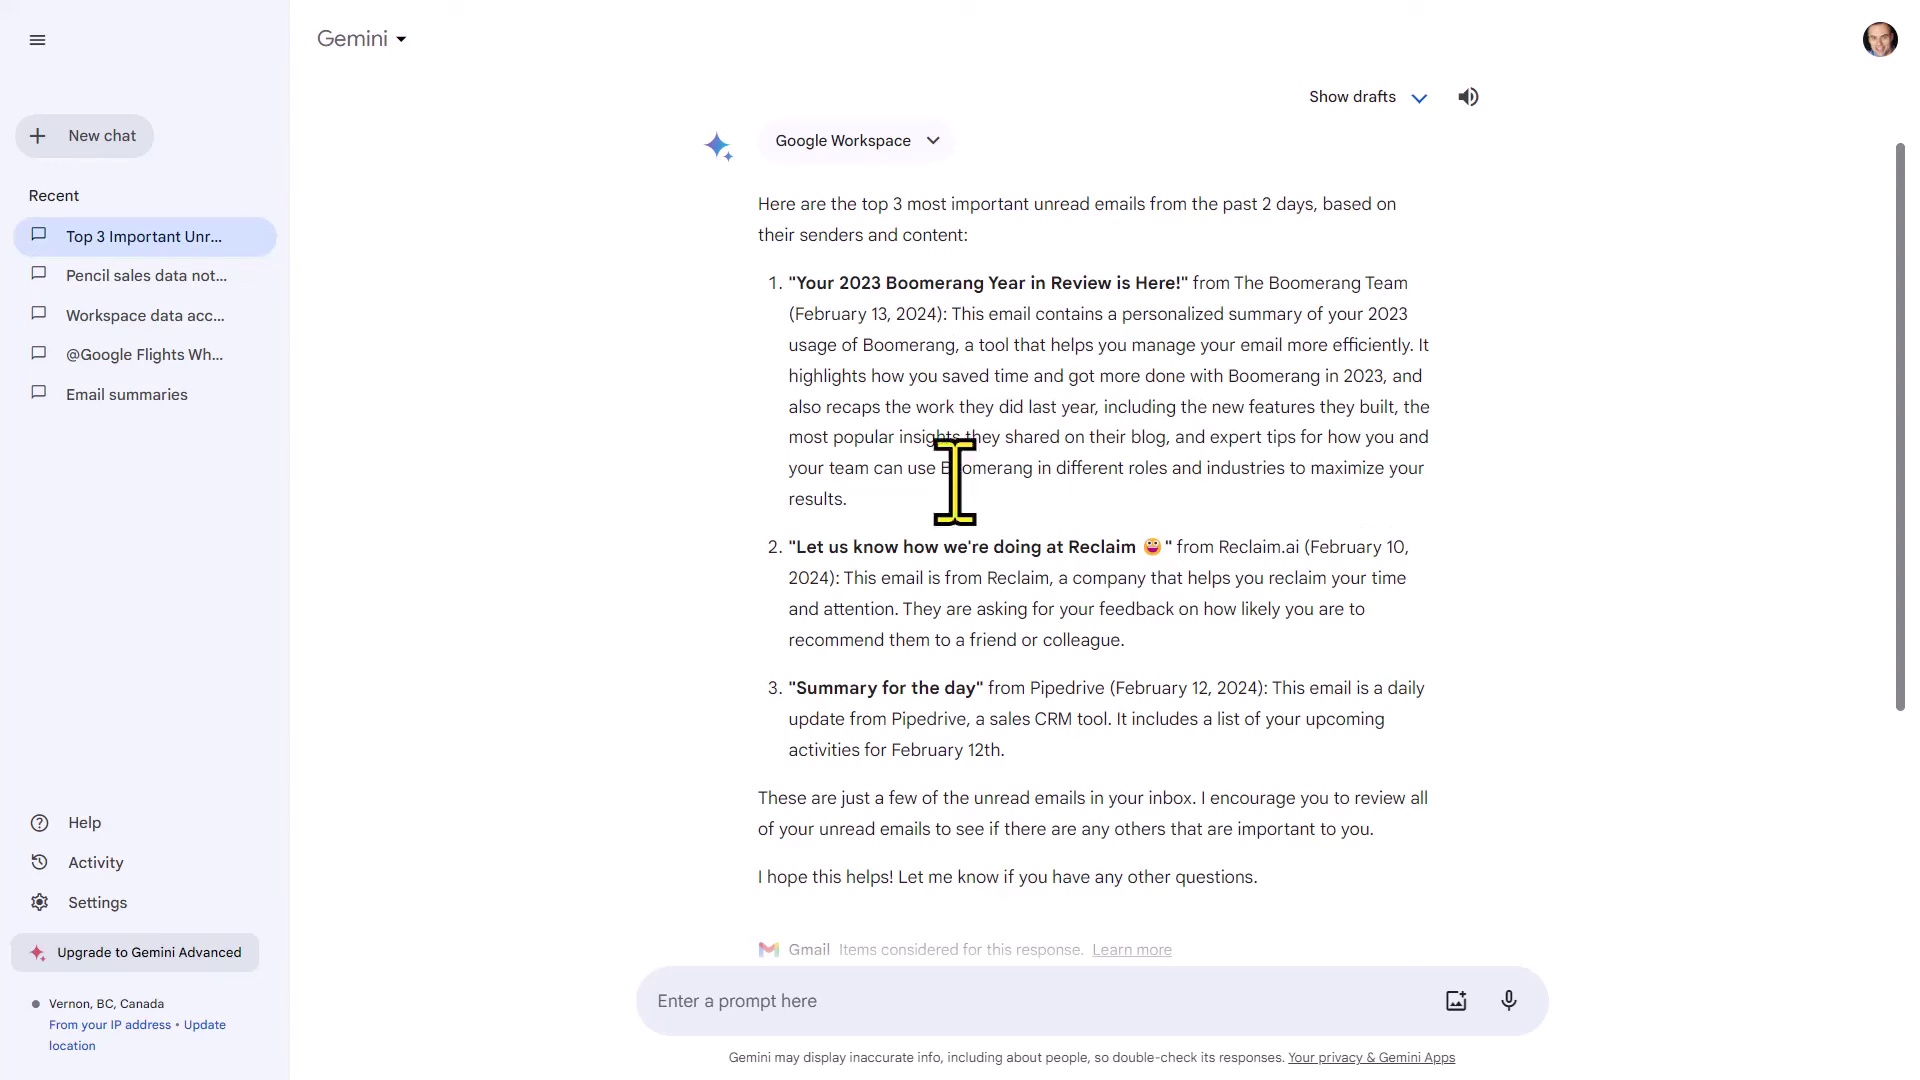 Gemini
Show drafts
New chat
Google Workspace
Recent
Top 3 Important Unr...
Pencil sales data not...
Workspace data acc...
@Google Flights Wh...
Email summaries
Here are the top 3 most important unread emails from the past 2 days, based on
their senders and content:
1. "Your 2023 Boomerang Year in Review is Here!" from The Boomerang Team
(February 13, 2024): This email contains a personalized summary of your 2023
usage of Boomerang, a tool that helps you manage your email more efficiently. It
highlights how you saved time and got more done with Boomerang in 2023, and
also recaps the work they did last year, including the new features they built, the
most popular insights they shared on their blog, and expert tips for how you and
your team can use Boomerang in different roles and industries to maximize your
results.
2. "Let us know how we're doing at Reclaim 😀 " from Reclaim.ai (February 10,
2024): This email is from Reclaim, a company that helps you reclaim your time
and attention. They are asking for your feedback on how likely you are to
recommend them to a friend or colleague.
3. "Summary for the day" from Pipedrive (February 12, 2024): This email is a daily
update from Pipedrive, a sales CRM tool. It includes a list of your upcoming
activities for February 12th.
These are just a few of the unread emails in your inbox. I encourage you to review all
of your unread emails to see if there are any others that are important to you.
I hope this helps! Let me know if you have any other questions.
Gmail Items considered for this response. Learn more
Help
Activity
Settings
Upgrade to Gemini Advanced
Vernon, BC, Canada
From your IP address • Update
location
Enter a prompt here
Gemini may display inaccurate info, including about people, so double-check its responses. Your privacy & Gemini Apps